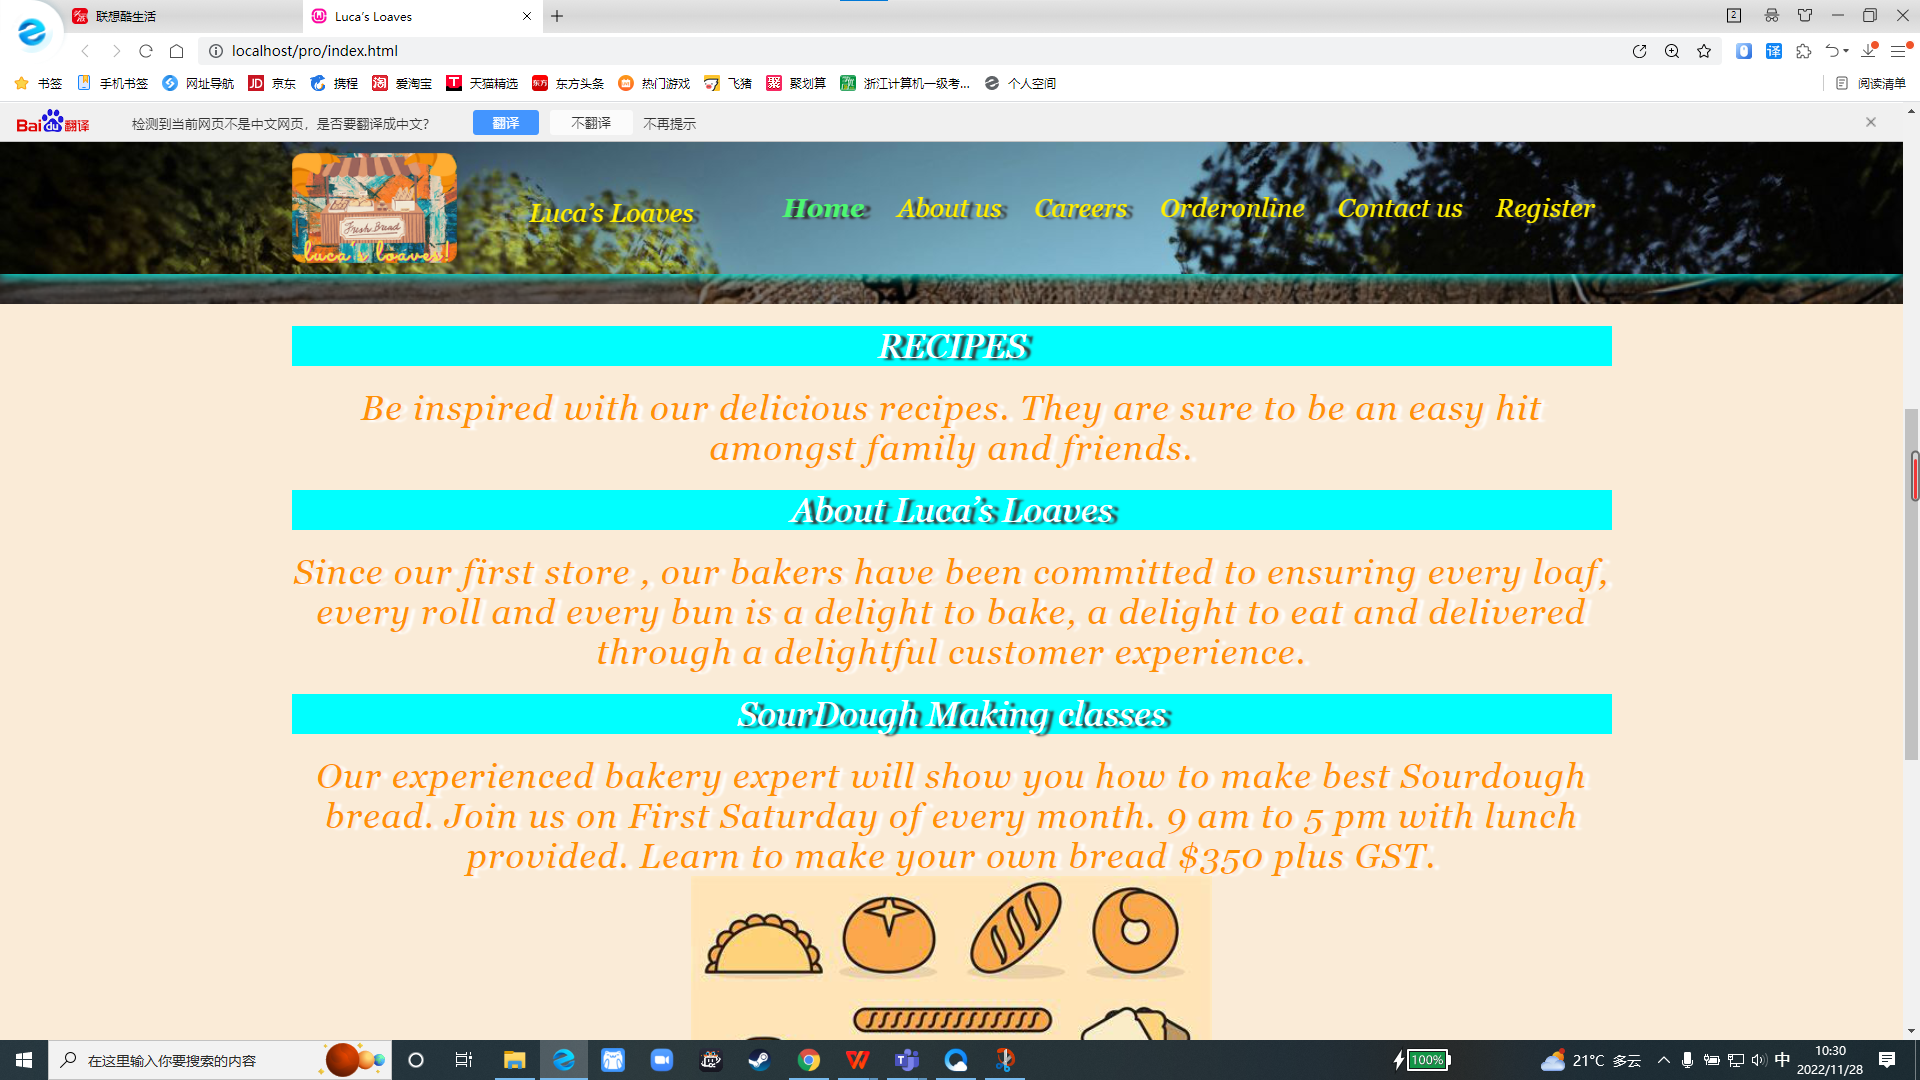 联想酷生活
Luca's Loaves
2
localhost/pro/index.html
译
书签
手机书签
网址导航
JD 京东
携程
淘 爱淘宝
T 天猫精选
东方 东方头条
热门游戏
飞猪
聚 聚划算
浙江计算机一级考...
个人空间
阅读清单
Baidu翻译
检测到当前网页不是中文网页，是否要翻译成中文？
翻译
不翻译
不再提示
Fresh Bread
luca's loaves!
Luca's Loaves
Home
About us
Careers
Orderonline
Contact us
Register
RECIPES
Be inspired with our delicious recipes. They are sure to be an easy hit
amongst family and friends.
About Luca's Loaves
Since our first store , our bakers have been committed to ensuring every loaf,
every roll and every bun is a delight to bake, a delight to eat and delivered
through a delightful customer experience.
SourDough Making classes
Our experienced bakery expert will show you how to make best Sourdough
bread. Join us on First Saturday of every month. 9 am to 5 pm with lunch
provided. Learn to make your own bread $350 plus GST.
在这里输入你要搜索的内容
100%
21°C 多云
中
10:30
2022/11/28